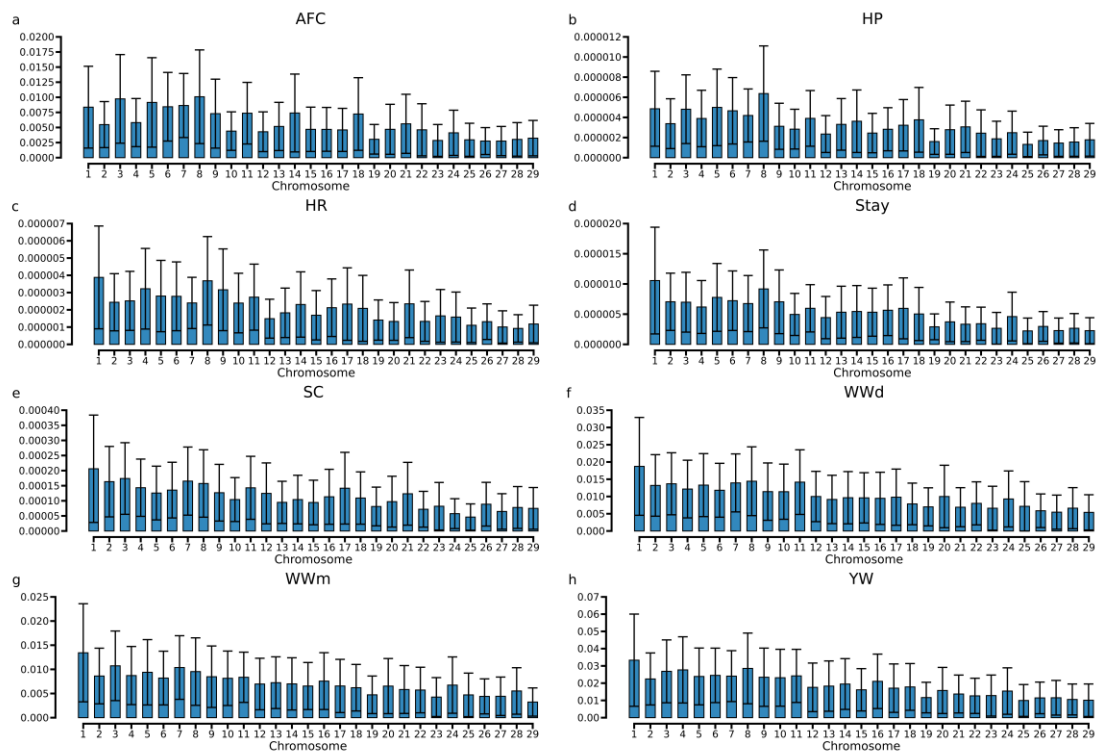 a
AFC
0.0200
0.0175
0.0150
0.0125
0.0100
0.0075
0.0050
0.0025
0.0000
1 2 3 4 5 6 7 8 9 10 11 12 13 14 15 16 17 18 19 20 21 22 23 24 25 26 27 28 29
Chromosome
b
HP
0.000012
0.000010
0.000008
0.000006
0.000004
0.000002
0.000000
1 2 3 4 5 6 7 8 9 10 11 12 13 14 15 16 17 18 19 20 21 22 23 24 25 26 27 28 29
Chromosome
c
HR
0.000007
0.000006
0.000005
0.000004
0.000003
0.000002
0.000001
0.000000
1 2 3 4 5 6 7 8 9 10 11 12 13 14 15 16 17 18 19 20 21 22 23 24 25 26 27 28 29
Chromosome
d
Stay
0.000020
0.000015
0.000010
0.000005
0.000000
1 2 3 4 5 6 7 8 9 10 11 12 13 14 15 16 17 18 19 20 21 22 23 24 25 26 27 28 29
Chromosome
e
SC
0.00040
0.00035
0.00030
0.00025
0.00020
0.00015
0.00010
0.00005
0.00000
1 2 3 4 5 6 7 8 9 10 11 12 13 14 15 16 17 18 19 20 21 22 23 24 25 26 27 28 29
Chromosome
f
WWd
0.035
0.030
0.025
0.020
0.015
0.010
0.005
0.000
1 2 3 4 5 6 7 8 9 10 11 12 13 14 15 16 17 18 19 20 21 22 23 24 25 26 27 28 29
Chromosome
g
WWm
0.025
0.020
0.015
0.010
0.005
0.000
1 2 3 4 5 6 7 8 9 10 11 12 13 14 15 16 17 18 19 20 21 22 23 24 25 26 27 28 29
Chromosome
h
YW
0.07
0.06
0.05
0.04
0.03
0.02
0.01
0.00
1 2 3 4 5 6 7 8 9 10 11 12 13 14 15 16 17 18 19 20 21 22 23 24 25 26 27 28 29
Chromosome